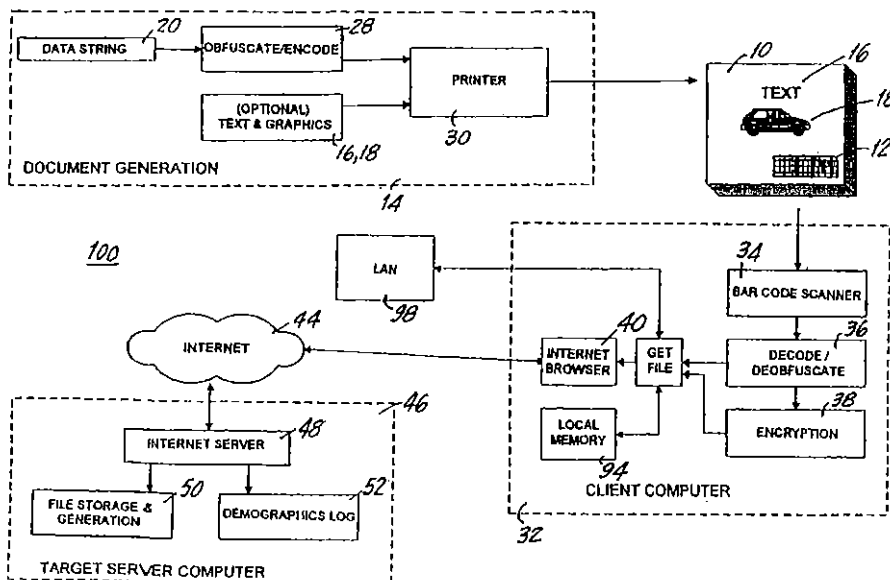 20
DATA STRING
28
OBFUSCATE/ENCODE
(OPTIONAL)
TEXT & GRAPHICS
16,18
PRINTER
30
DOCUMENT GENERATION
14
10
16
TEXT
18
12
100
LAN
98
44
INTERNET
34
BAR CODE SCANNER
36
DECODE /
DEOBFUSCATE
38
ENCRYPTION
40
INTERNET
BROWSER
GET
FILE
LOCAL
MEMORY
94
CLIENT COMPUTER
32
46
INTERNET SERVER
48
50
FILE STORAGE &
GENERATION
52
DEMOGRAPHICS LOG
TARGET SERVER COMPUTER